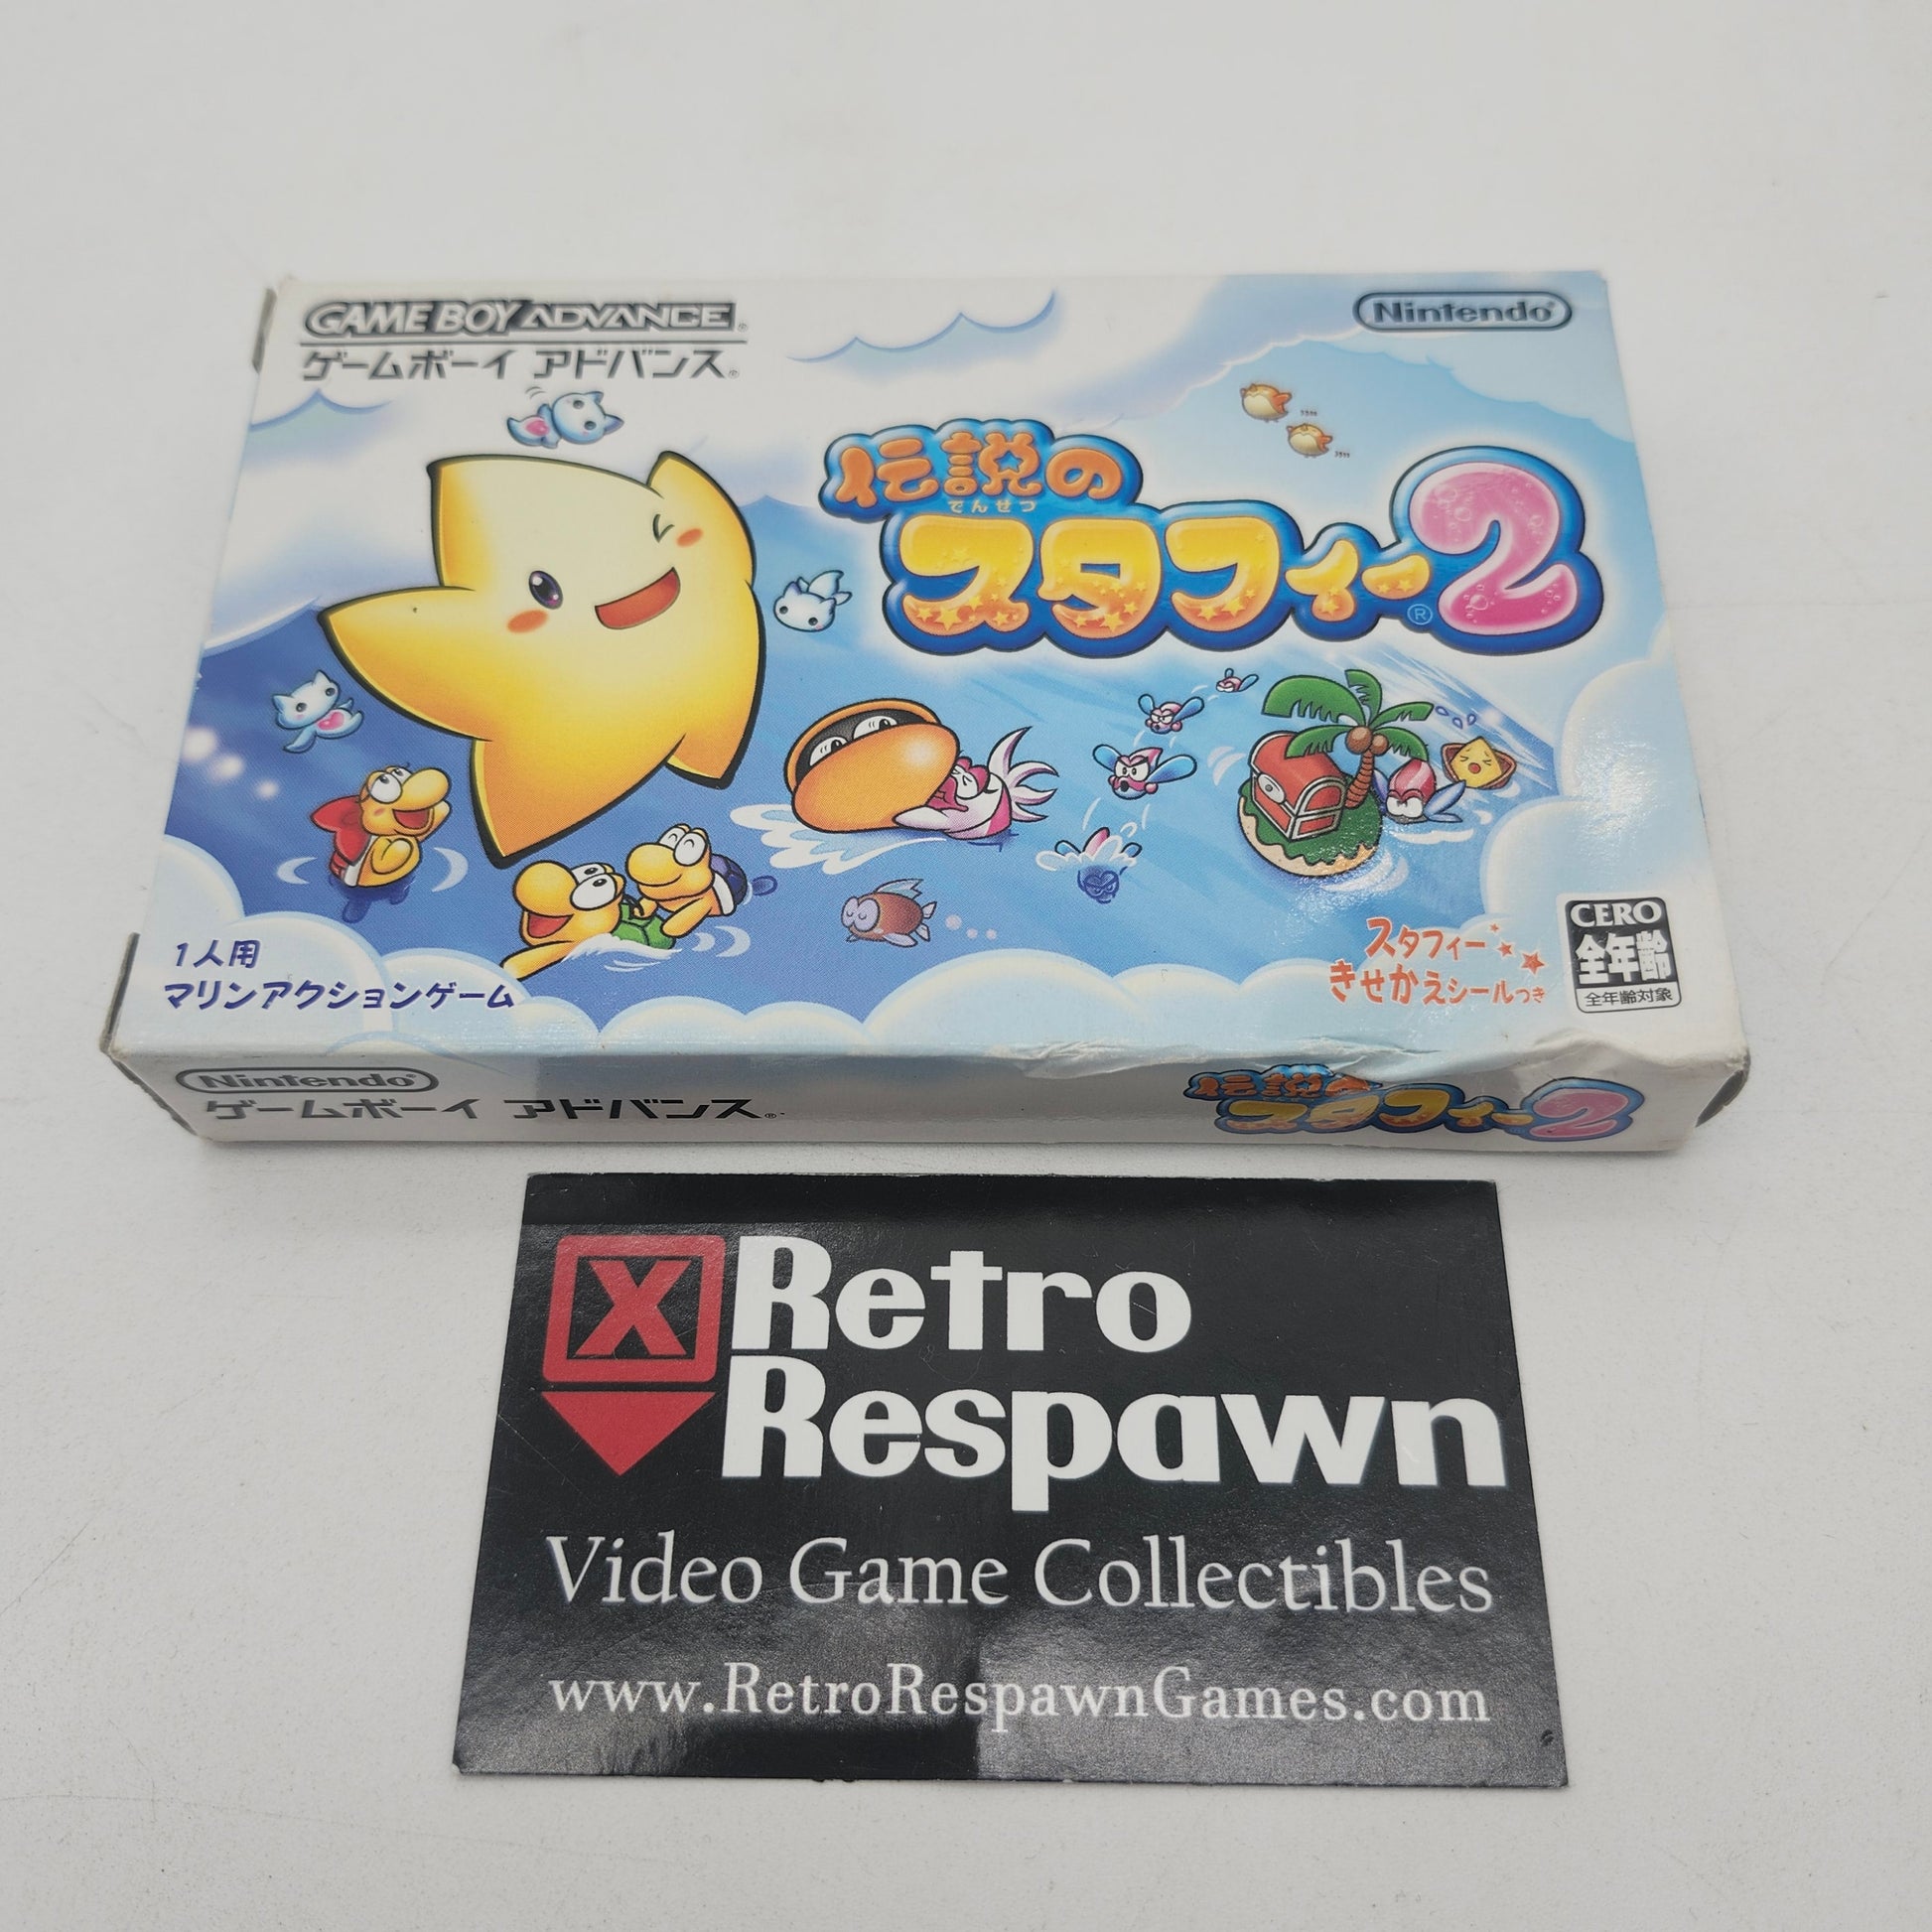 GAME BOY ADVANCE
ゲームボーイ アドバンス
Nintendo®
伝説の
でんせつ
スタフィー2
®
1人用
マリンアクションゲーム
スタフィー
きせかえシールつき
CERO
全年齢
全年齢対象
Nintendo®
ゲームボーイ アドバンス®
伝説の
スタフィー2
X Retro
Respawn
Video Game Collectibles
www.RetroRespawnGames.com